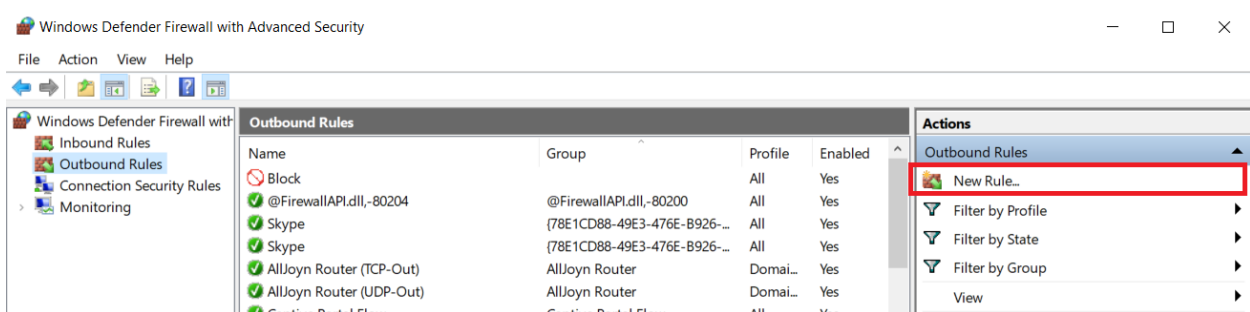 Windows Defender Firewall with Advanced Security
File Action View Help
Windows Defender Firewall with
Inbound Rules
Outbound Rules
Connection Security Rules
Monitoring
Outbound Rules
Name Group Profile Enabled
Block All Yes
@FirewallAPI.dll,-80204 @FirewallAPI.dll,-80200 All Yes
Skype {78E1CD88-49E3-476E-B926-... All Yes
Skype {78E1CD88-49E3-476E-B926-... All Yes
AllJoyn Router (TCP-Out) AllJoyn Router Domai... Yes
AllJoyn Router (UDP-Out) AllJoyn Router Domai... Yes
Actions
Outbound Rules
New Rule...
Filter by Profile
Filter by State
Filter by Group
View